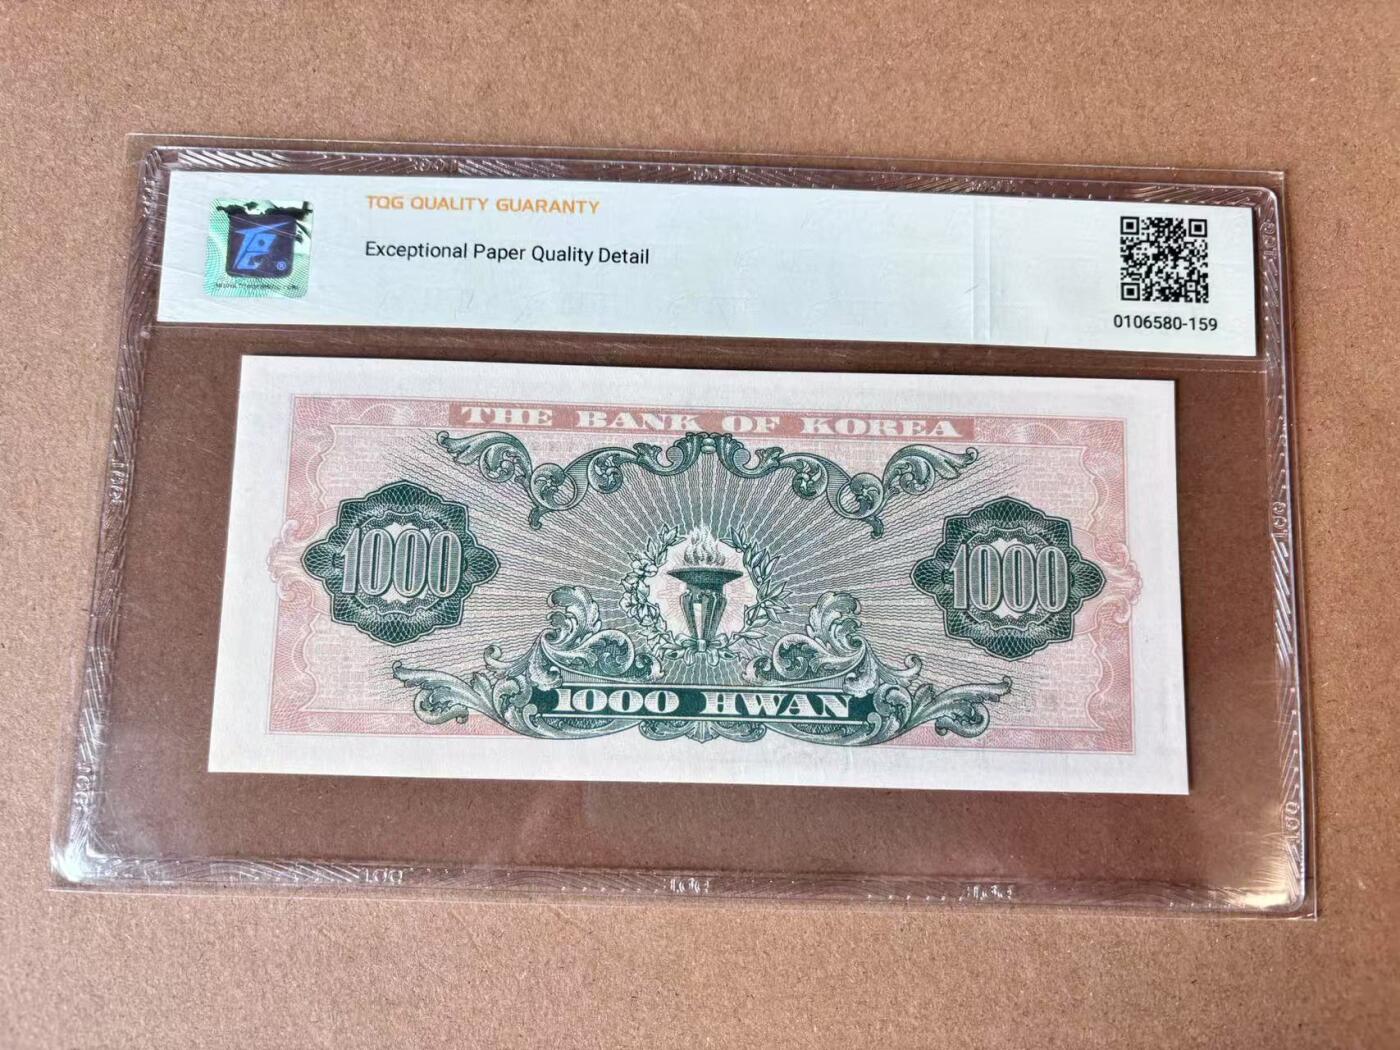 TQG QUALITY GUARANTY
Exceptional Paper Quality Detail
0106580-159
THE BANK OF KOREA
1000
1000
1000 HWAN